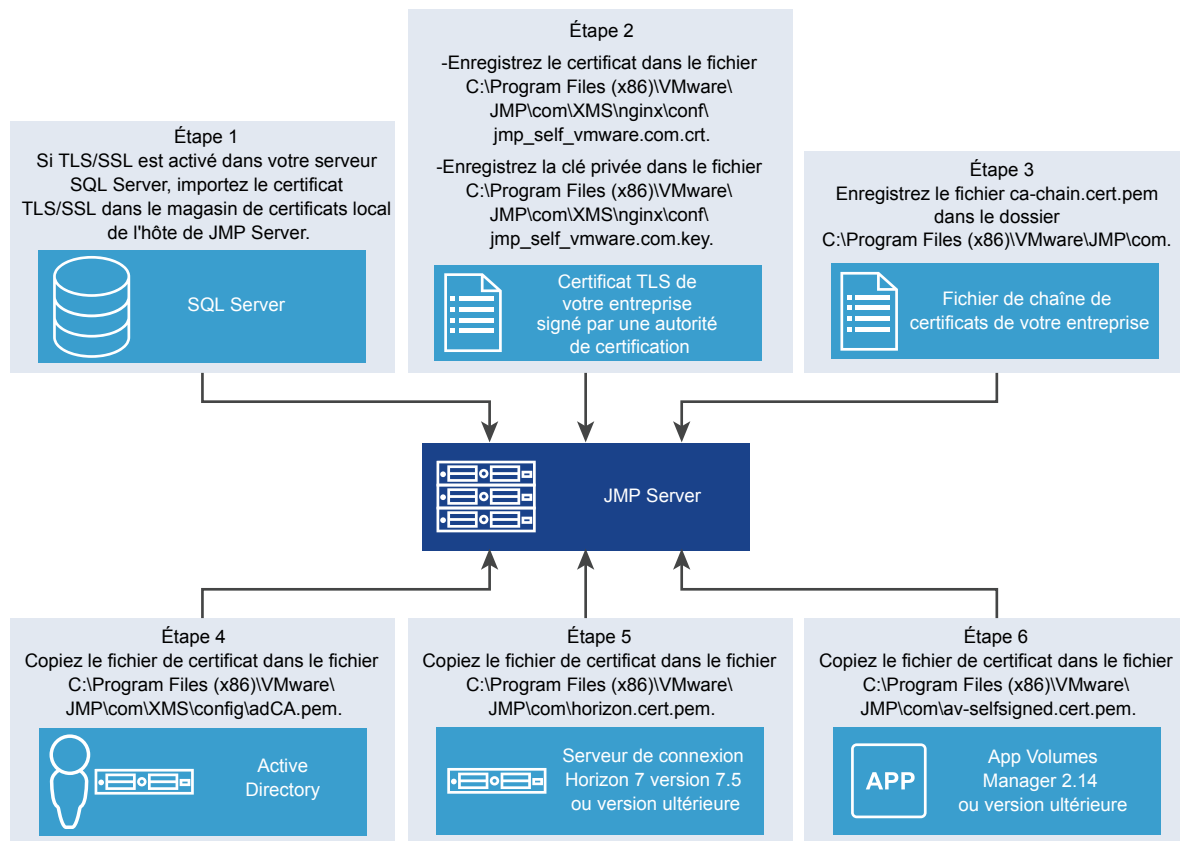 Étape 1
Si TLS/SSL est activé dans votre serveur
SQL Server, importez le certificat
TLS/SSL dans le magasin de certificats local
de l'hôte de JMP Server.
SQL Server
Étape 2
-Enregistrez le certificat dans le fichier
C:\Program Files (x86)\VMware\
JMP\com\XMS\nginx\conf\
jmp_self_vmware.com.crt.
-Enregistrez la clé privée dans le fichier
C:\Program Files (x86)\VMware\
JMP\com\XMS\nginx\conf\
jmp_self_vmware.com.key.
Certificat TLS de
votre entreprise
signé par une autorité
de certification
Étape 3
Enregistrez le fichier ca-chain.cert.pem
dans le dossier
C:\Program Files (x86)\VMware\JMP\com.
Fichier de chaîne de
certificats de votre entreprise
JMP Server
Étape 4
Copiez le fichier de certificat dans le fichier
C:\Program Files (x86)\VMware\
JMP\com\XMS\config\adCA.pem.
Active
Directory
Étape 5
Copiez le fichier de certificat dans le fichier
C:\Program Files (x86)\VMware\
JMP\com\horizon.cert.pem.
Serveur de connexion
Horizon 7 version 7.5
ou version ultérieure
Étape 6
Copiez le fichier de certificat dans le fichier
C:\Program Files (x86)\VMware\
JMP\com\av-selfsigned.cert.pem.
APP
App Volumes
Manager 2.14
ou version ultérieure